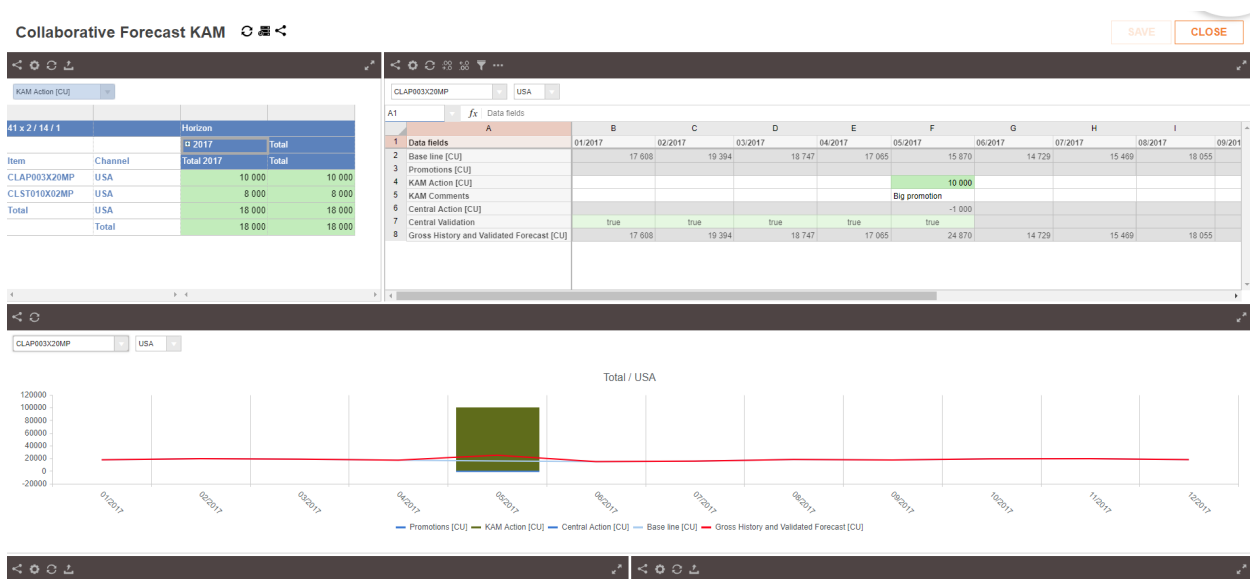 Collaborative Forecast KAM
SAVE CLOSE
KAM Action [CU]
41 x 2 / 14 / 1 Horizon
2017 Total
Item Channel Total 2017 Total
CLAP003X20MP USA 10 000 10 000
CLST010X02MP USA 8 000 8 000
Total USA 18 000 18 000
Total 18 000 18 000
CLAP003X20MP USA
A1 fx Data fields
A B C D E F G H I
1 Data fields 01/2017 02/2017 03/2017 04/2017 05/2017 06/2017 07/2017 08/2017 09/201
2 Base line [CU] 17 608 19 394 18 747 17 065 15 870 14 729 15 469 18 055
3 Promotions [CU]
4 KAM Action [CU] 10 000
5 KAM Comments Big promotion
6 Central Action [CU] -1 000
7 Central Validation true true true true true
8 Gross History and Validated Forecast [CU] 17 608 19 394 18 747 17 065 24 870 14 729 15 469 18 055
CLAP003X20MP USA
Total / USA
120000
100000
80000
60000
40000
20000
0
-20000
01/2017 02/2017 03/2017 04/2017 05/2017 06/2017 07/2017 08/2017 09/2017 10/2017 11/2017 12/2017
Promotions [CU] KAM Action [CU] Central Action [CU] Base line [CU] Gross History and Validated Forecast [CU]